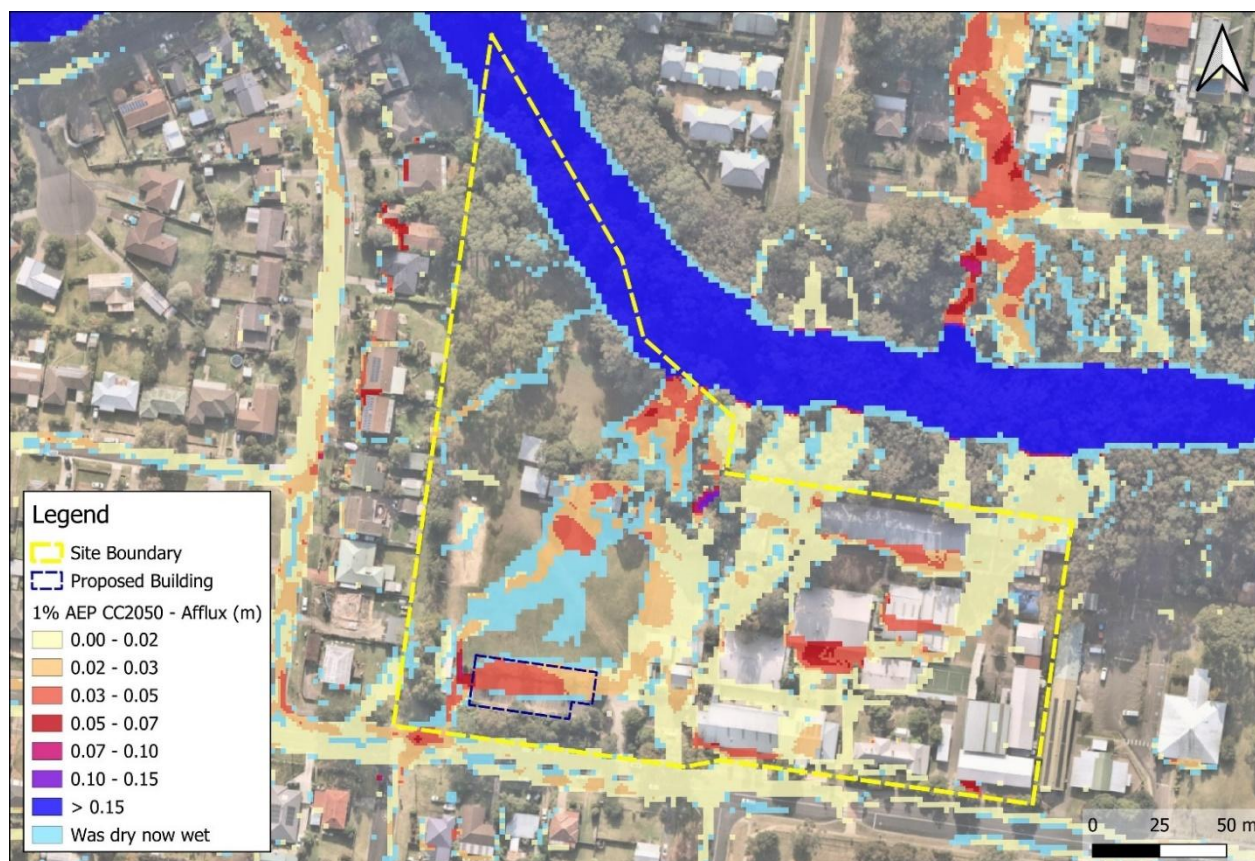 Legend
Site Boundary
Proposed Building
1% AEP CC2050 - Afflux (m)
0.00 - 0.02
0.02 - 0.03
0.03 - 0.05
0.05 - 0.07
0.07 - 0.10
0.10 - 0.15
> 0.15
Was dry now wet
0 25 50 m